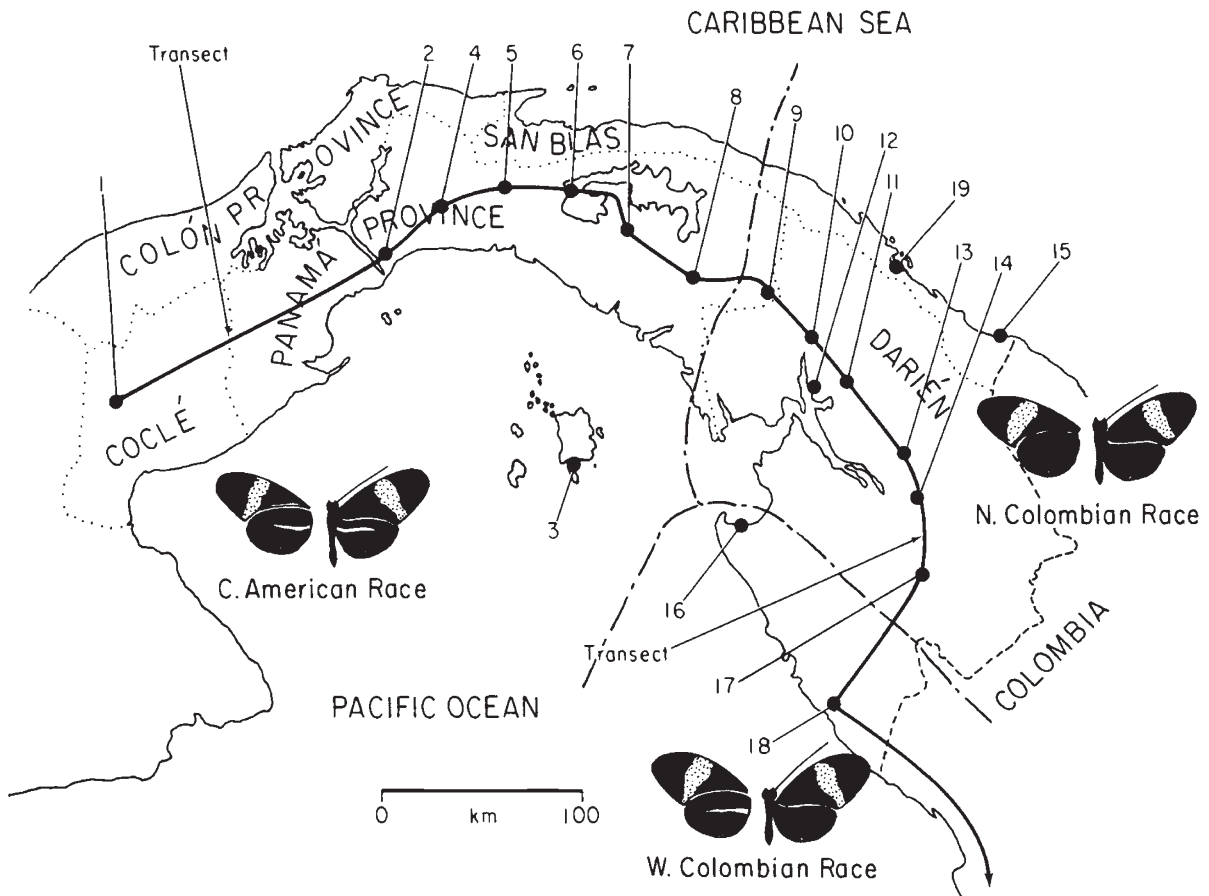 CARIBBEAN SEA
Transect
2
4
5
6
7
8
9
10
12
11
19
13
14
15
1
COLÓN PROVINCE
SAN BLAS
PANAMÁ PROVINCE
COCLÉ
DARIÉN
3
C. American Race
N. Colombian Race
16
Transect
17
COLOMBIA
PACIFIC OCEAN
18
0 km 100
W. Colombian Race